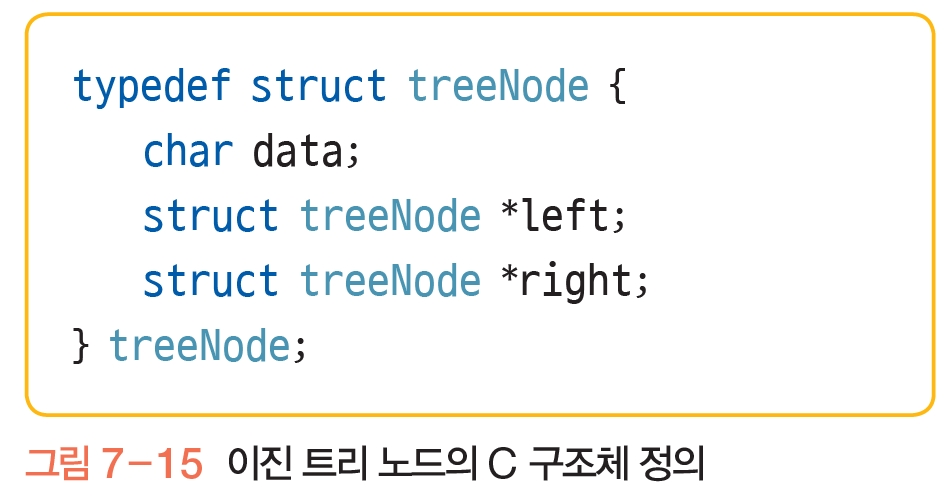 typedef struct treeNode {
char data;
struct treeNode *left;
struct treeNode *right;
} treeNode;
그림 7-15 이진 트리 노드의 C 구조체 정의